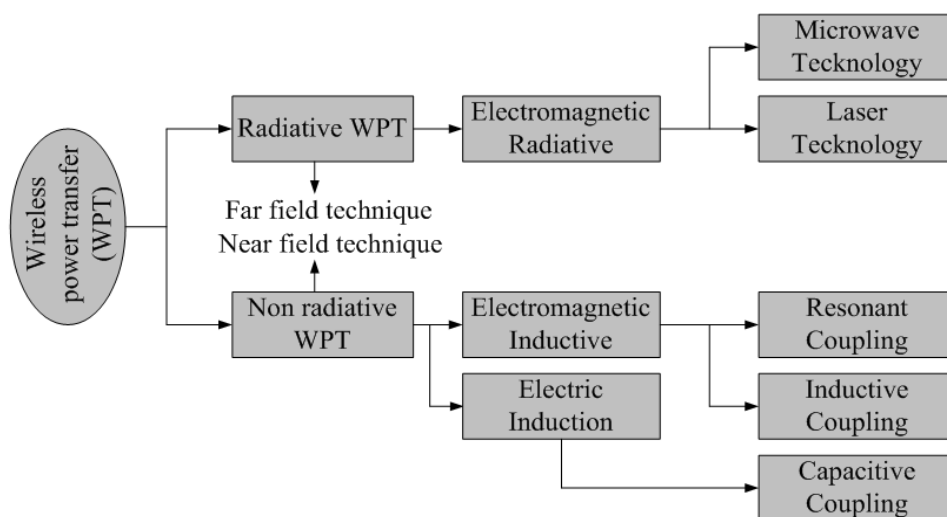 Wireless
power transfer
(WPT)
Radiative WPT
Electromagnetic
Radiative
Microwave
Tecknology
Laser
Tecknology
Far field technique
Near field technique
Non radiative
WPT
Electromagnetic
Inductive
Resonant
Coupling
Electric
Induction
Inductive
Coupling
Capacitive
Coupling